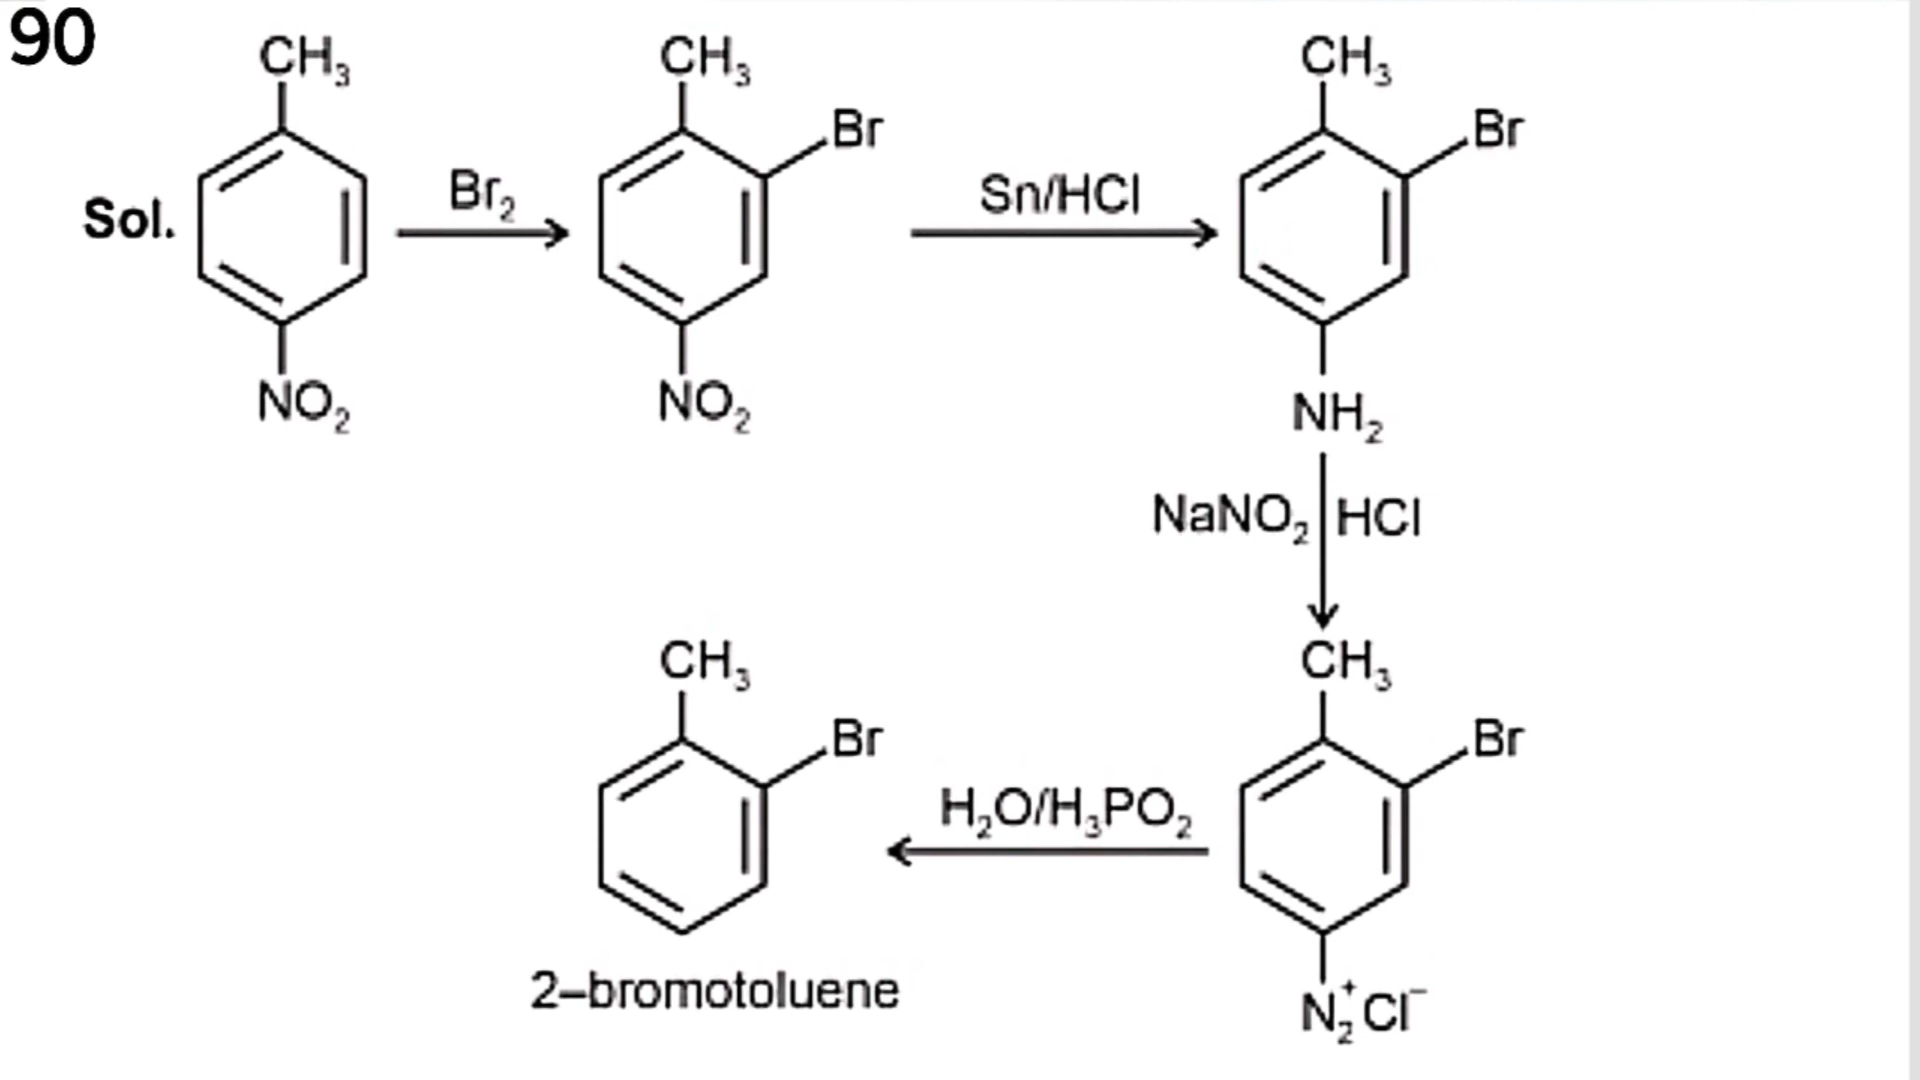 90
CH₃ CH₃ CH₃
Br Br
Sol. Br₂ Sn/HCl
NO₂ NO₂ NH₂
NaNO₂ HCl
CH₃ CH₃
Br Br
H₂O/H₃PO₂
2–bromotoluene
N₂⁺Cl⁻